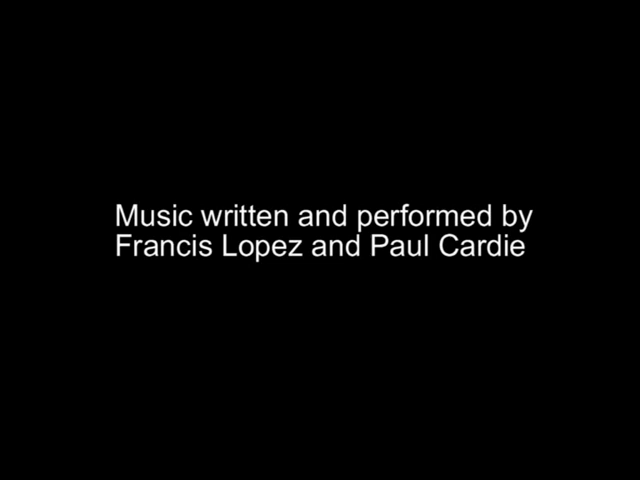 Music written and performed by
Francis Lopez and Paul Cardie